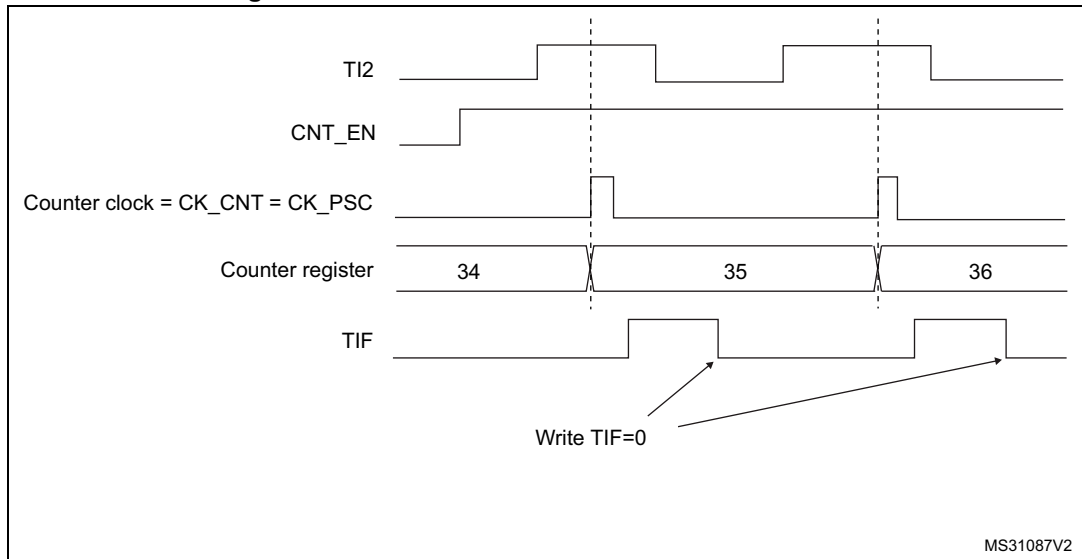 TI2
CNT_EN
Counter clock = CK_CNT = CK_PSC
Counter register
34
35
36
TIF
Write TIF=0
MS31087V2